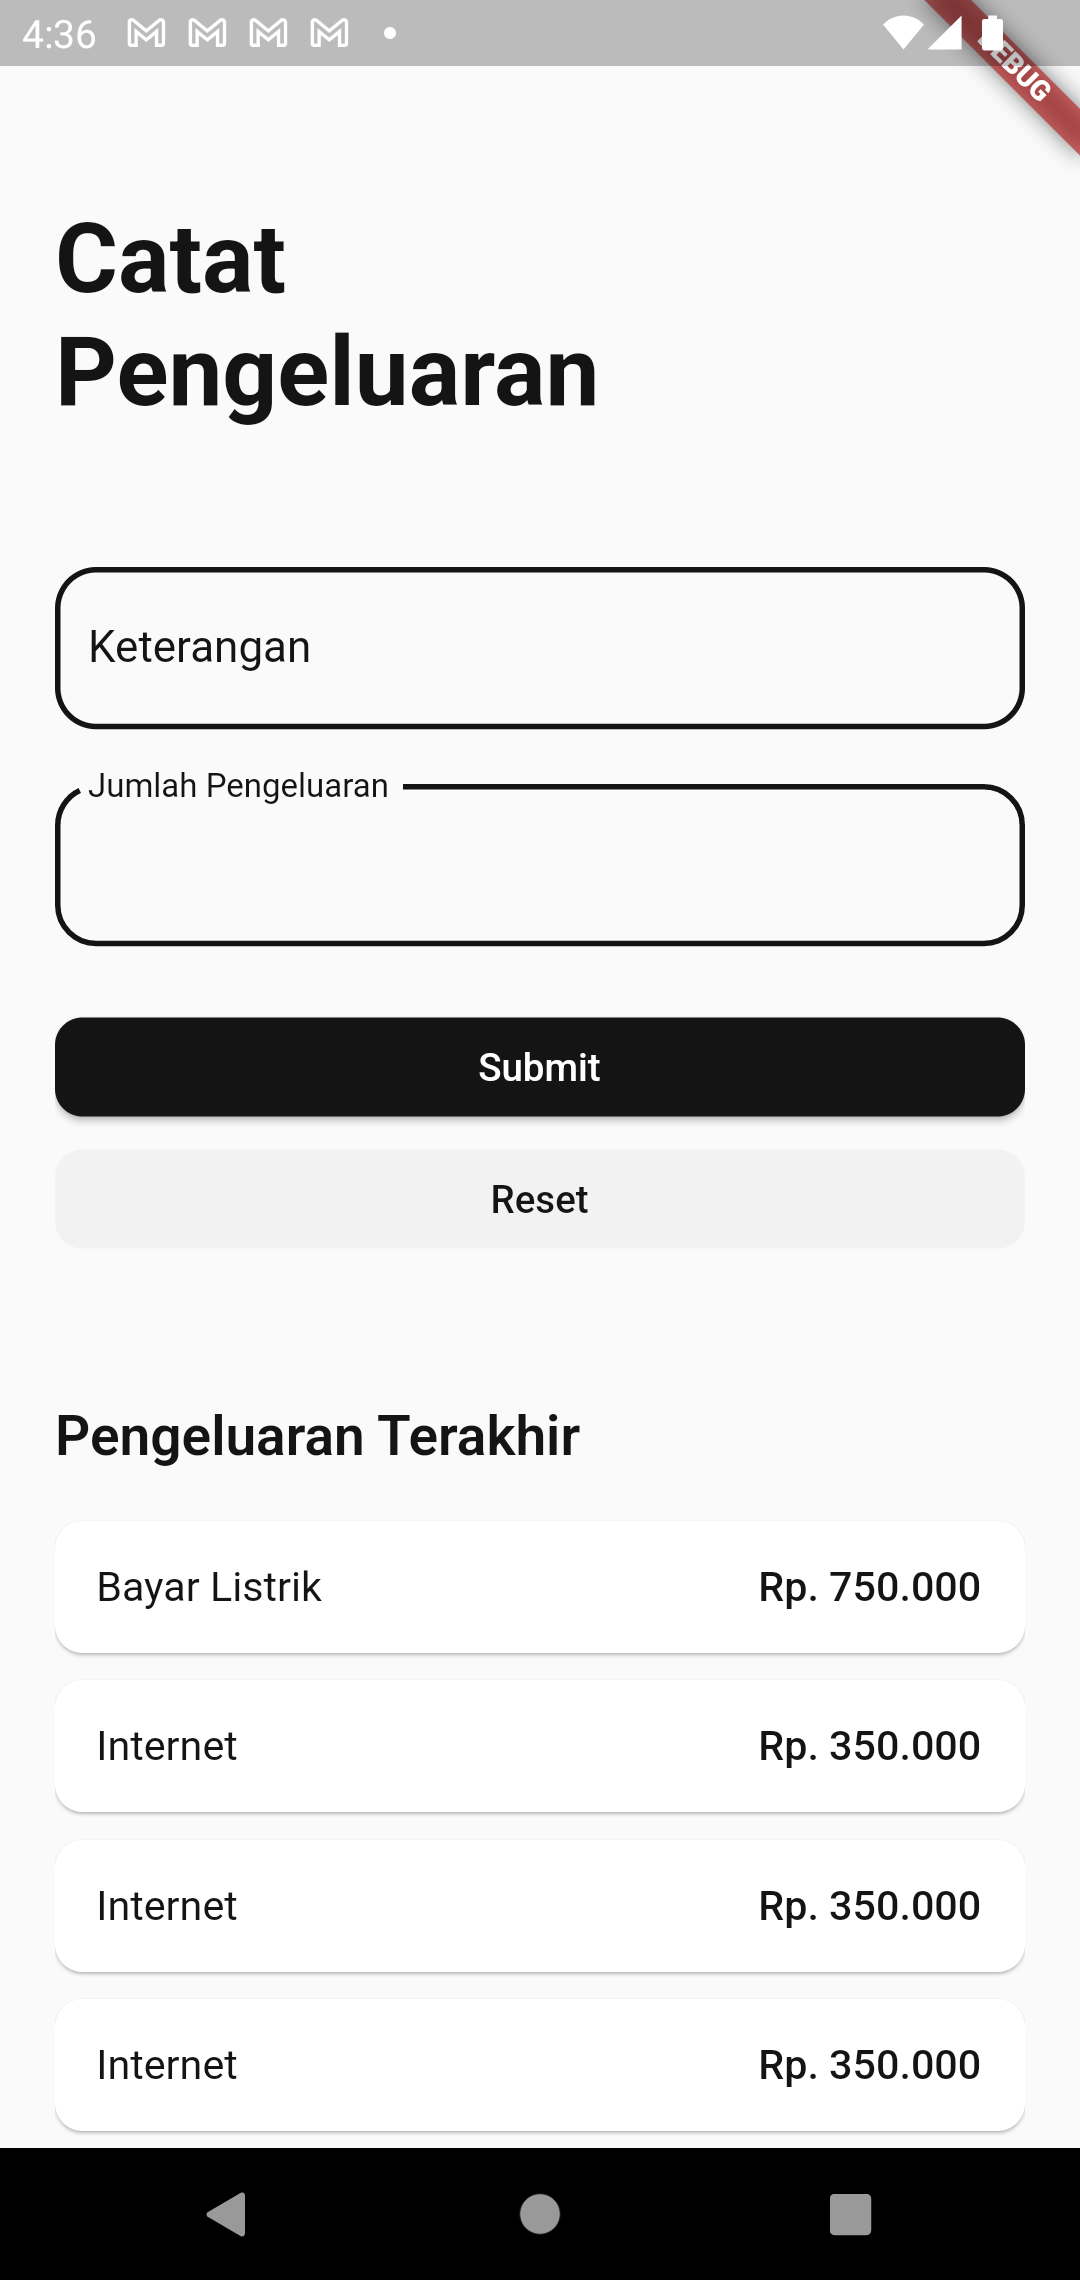 4:36
DEBUG
Catat
Pengeluaran
Keterangan
Jumlah Pengeluaran
Submit
Reset
Pengeluaran Terakhir
Bayar Listrik Rp. 750.000
Internet Rp. 350.000
Internet Rp. 350.000
Internet Rp. 350.000